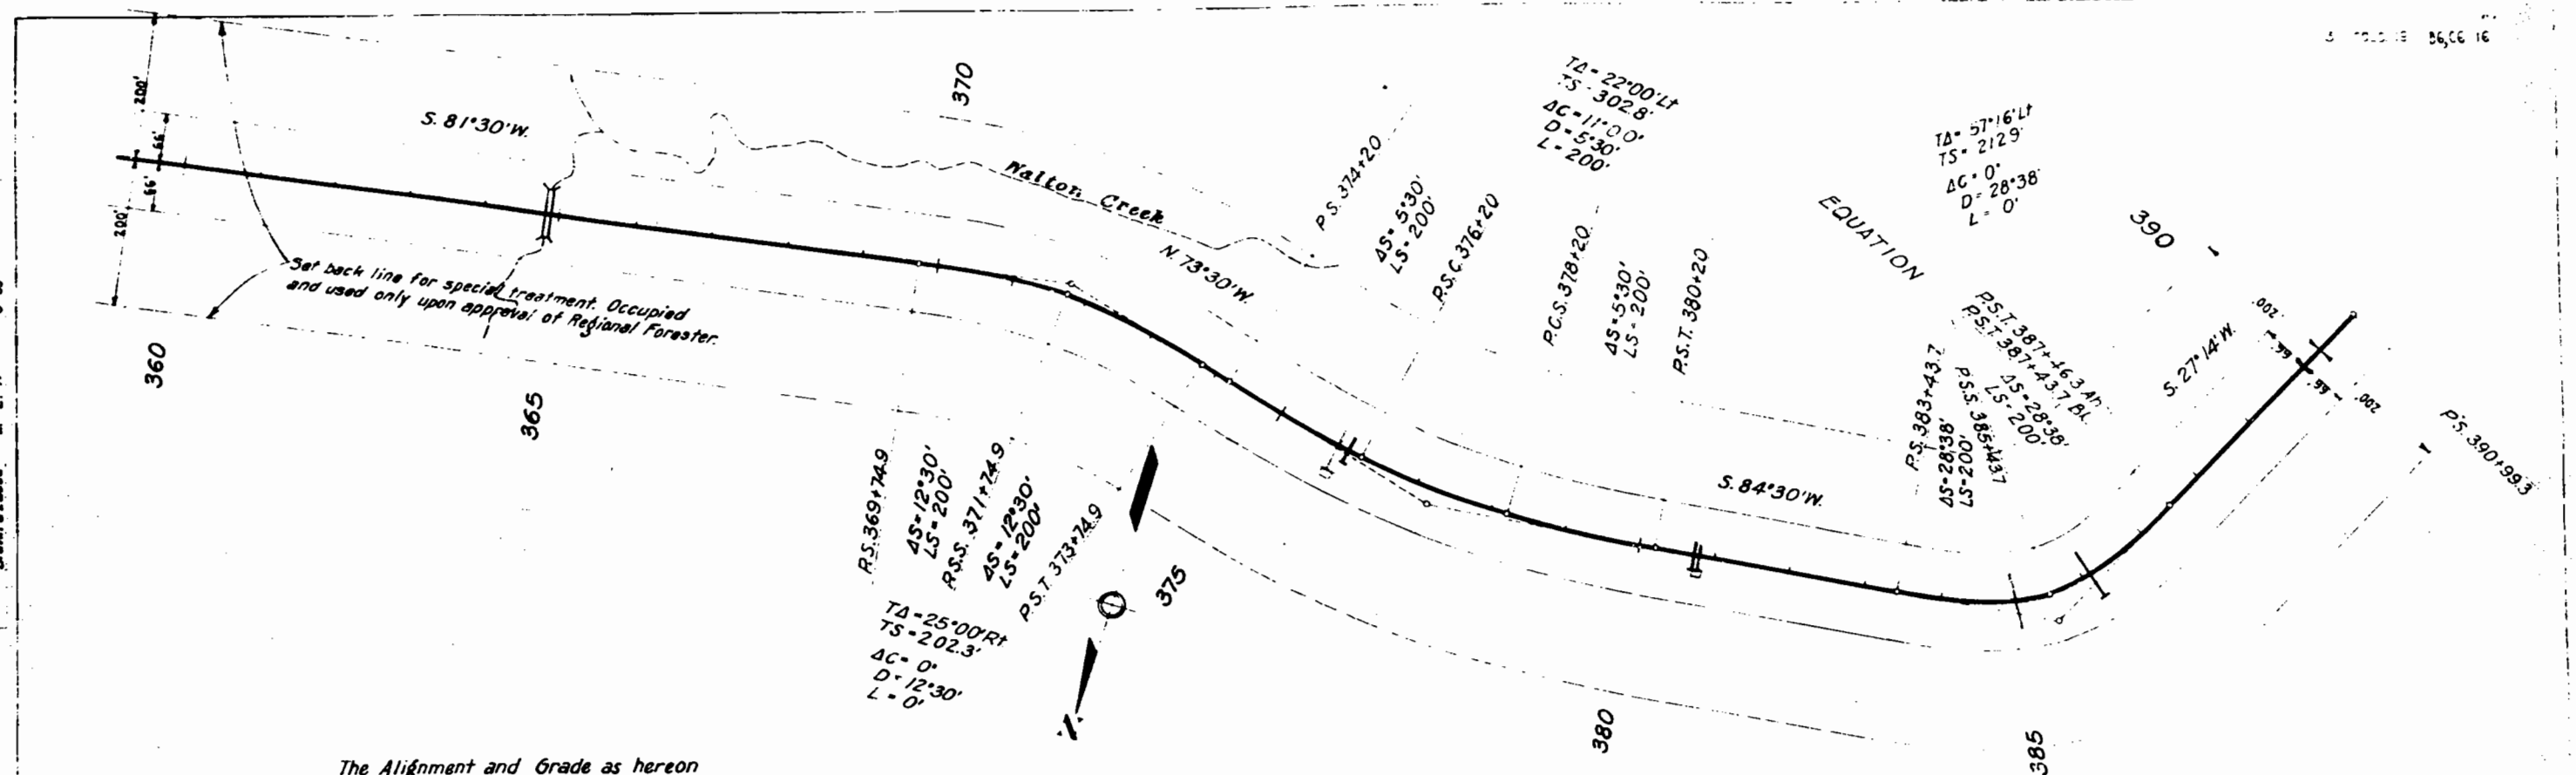 200'
66'
66'
200'
S. 81°30' W.
360
365
370
Set back line for special treatment. Occupied
and used only upon approval of Regional Forester.
Walton Creek
N. 73°30' W.
P.S. 369+74.9
ΔS=12°30'
LS=200'
P.S.S. 371+74.9
ΔS=12°30'
LS=200'
P.S.T. 373+74.9
TΔ=25°00' Rt
TS=202.3'
ΔC=0°
D=12°30'
L=0'
375
N
P.S. 374+20
ΔS=5°30'
LS=200'
P.S.C. 376+20
TΔ=22°00' Lt
TS=302.8'
ΔC=11°00'
D=5°30'
L=200'
P.C.S. 378+20
ΔS=5°30'
LS=200'
P.S.T. 380+20
S. 84°30' W.
380
385
TΔ=57°16' Lt
TS=212.9'
ΔC=0°
D=28°38'
L=0'
EQUATION
390
P.S.T. 387+46.3 Ah.
P.S.T. 387+43.7 Bk.
ΔS=28°38'
LS=200'
P.S.S. 385+43.7
P.S. 383+43.7
ΔS=28°38'
LS=200'
S. 27°14' W.
200'
66'
66'
200'
P.S. 390+99.3
The Alignment and Grade as hereon